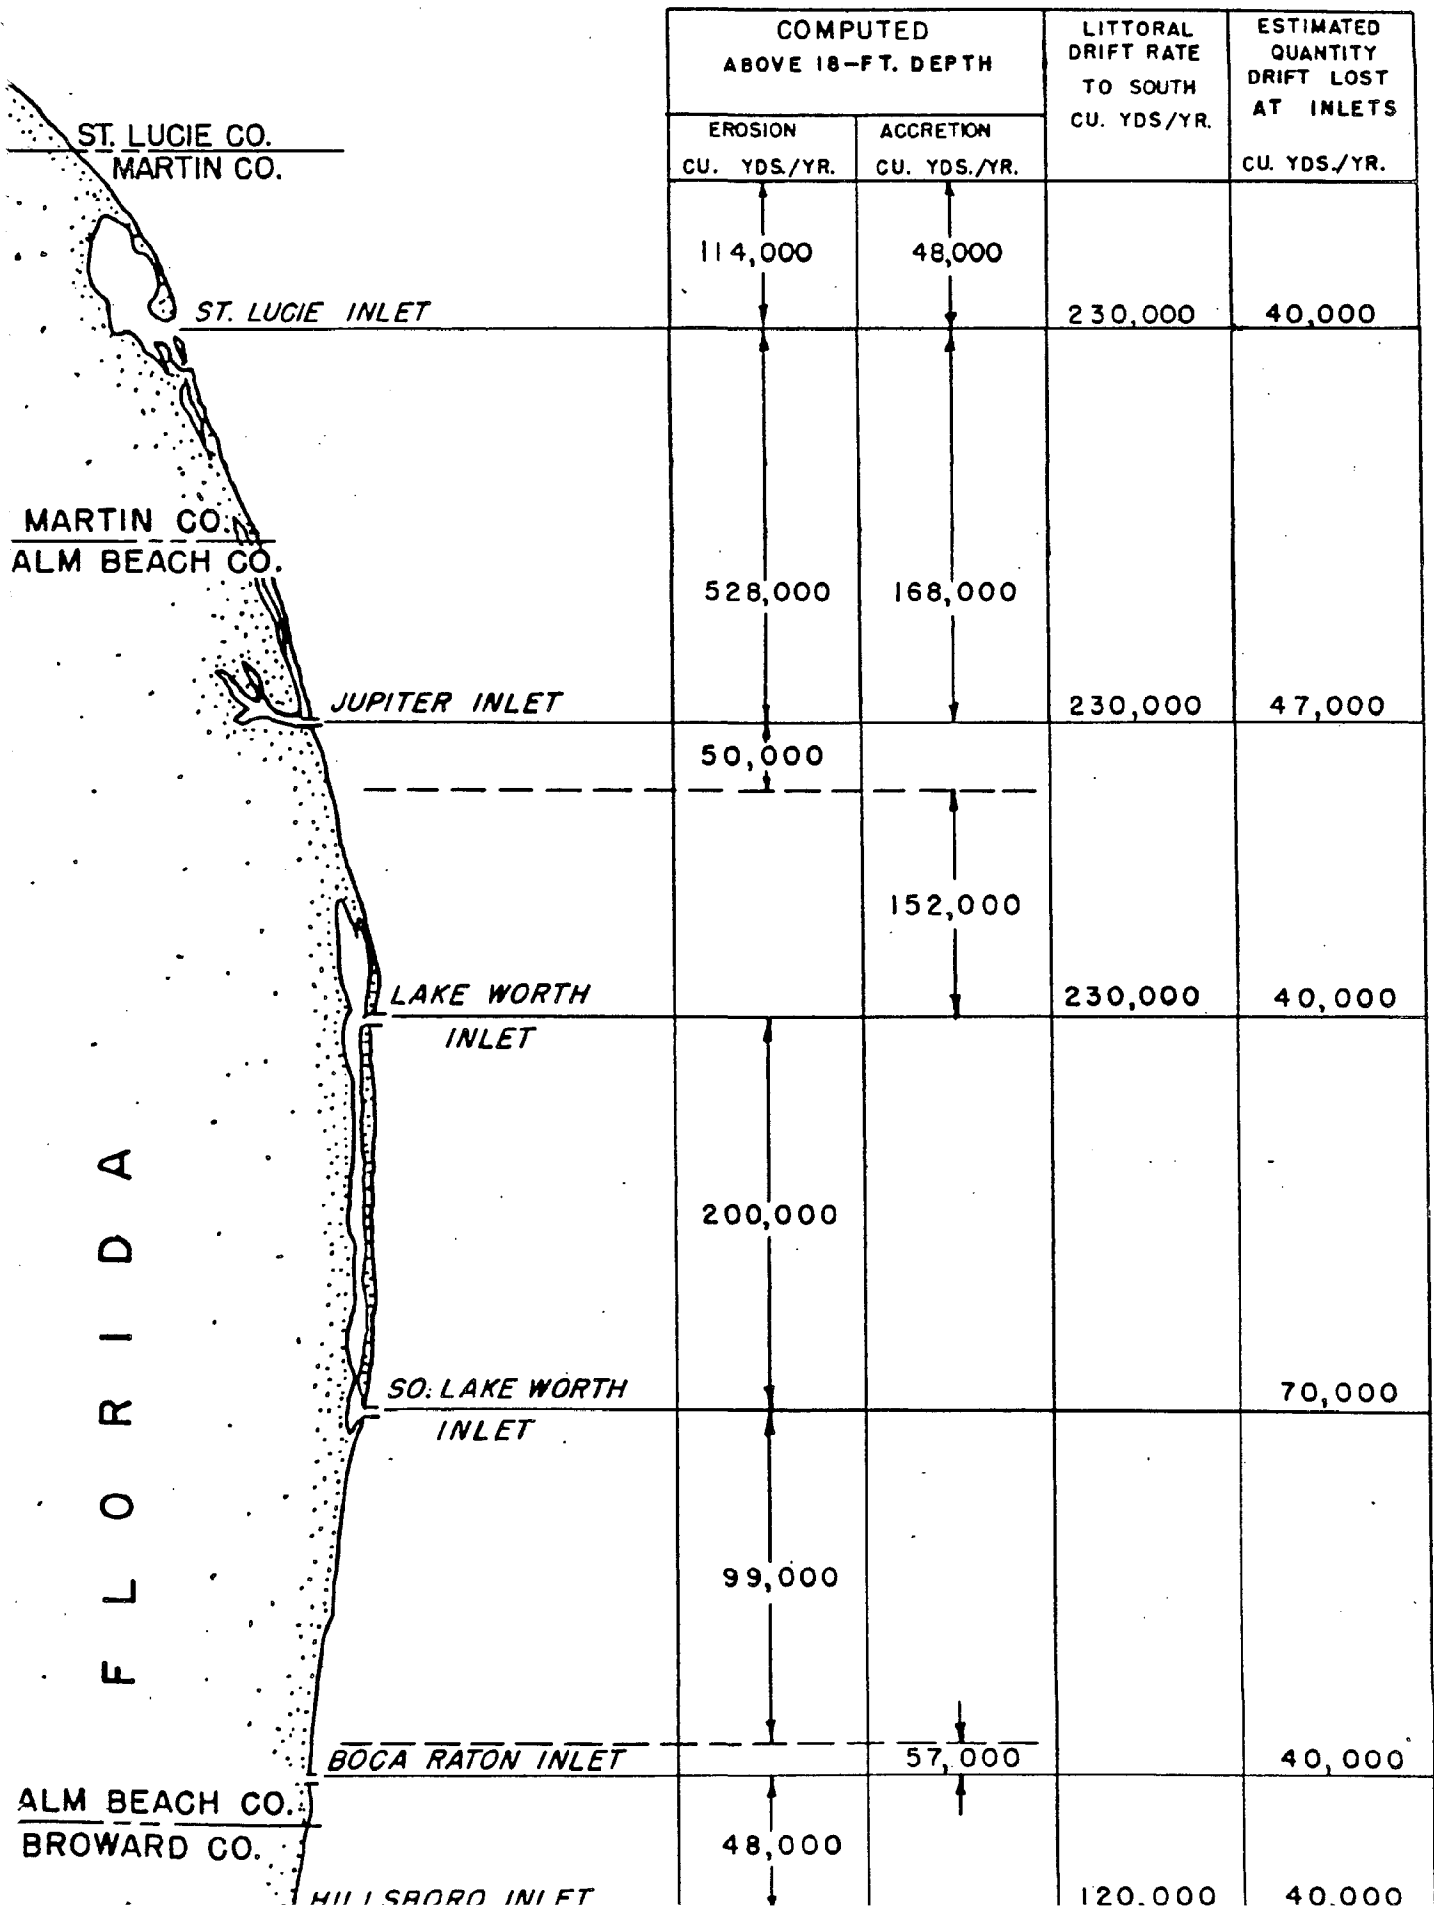 COMPUTED
ABOVE 18-FT. DEPTH
LITTORAL
DRIFT RATE
TO SOUTH
CU. YDS/YR.
ESTIMATED
QUANTITY
DRIFT LOST
AT INLETS
CU. YDS./YR.
EROSION
CU. YDS./YR.
ACCRETION
CU. YDS./YR.
ST. LUCIE CO.
MARTIN CO.
114,000 48,000
ST. LUCIE INLET 230,000 40,000
MARTIN CO.
ALM BEACH CO.
528,000 168,000
JUPITER INLET 230,000 47,000
50,000
152,000
LAKE WORTH 230,000 40,000
INLET
200,000
SO. LAKE WORTH 70,000
INLET
99,000
BOCA RATON INLET 57,000 40,000
ALM BEACH CO.
BROWARD CO.
48,000
HILLSBORO INLET 120,000 40,000
FLORIDA